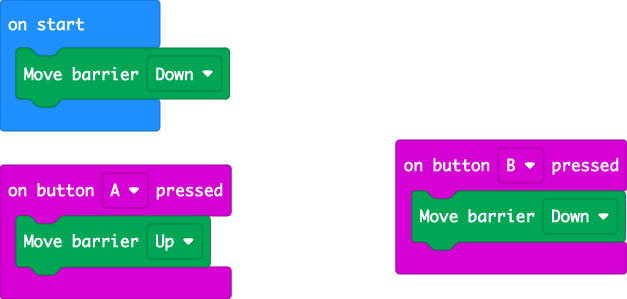 on start
Move barrier Down
on button A pressed
Move barrier Up
on button B pressed
Move barrier Down